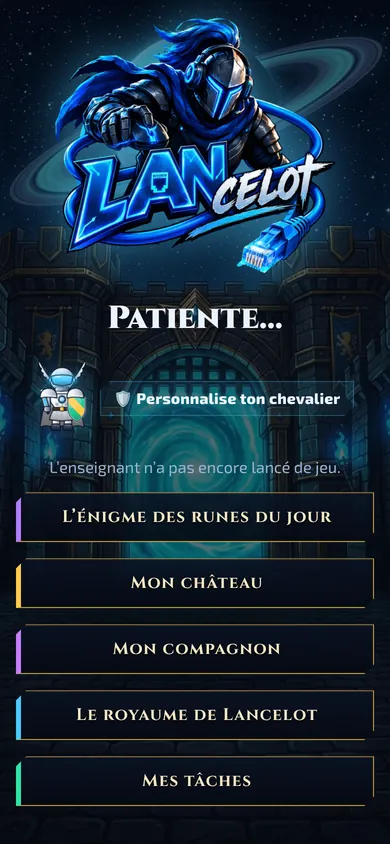 LANCELOT
Patiente...
Personnalise ton chevalier
L'enseignant n'a pas encore lancé de jeu.
L'énigme des runes du jour
Mon château
Mon compagnon
Le royaume de Lancelot
Mes tâches